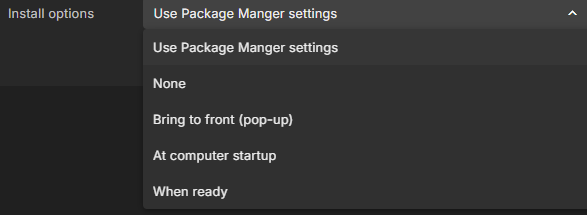 Install options
Use Package Manger settings
Use Package Manger settings
None
Bring to front (pop-up)
At computer startup
When ready